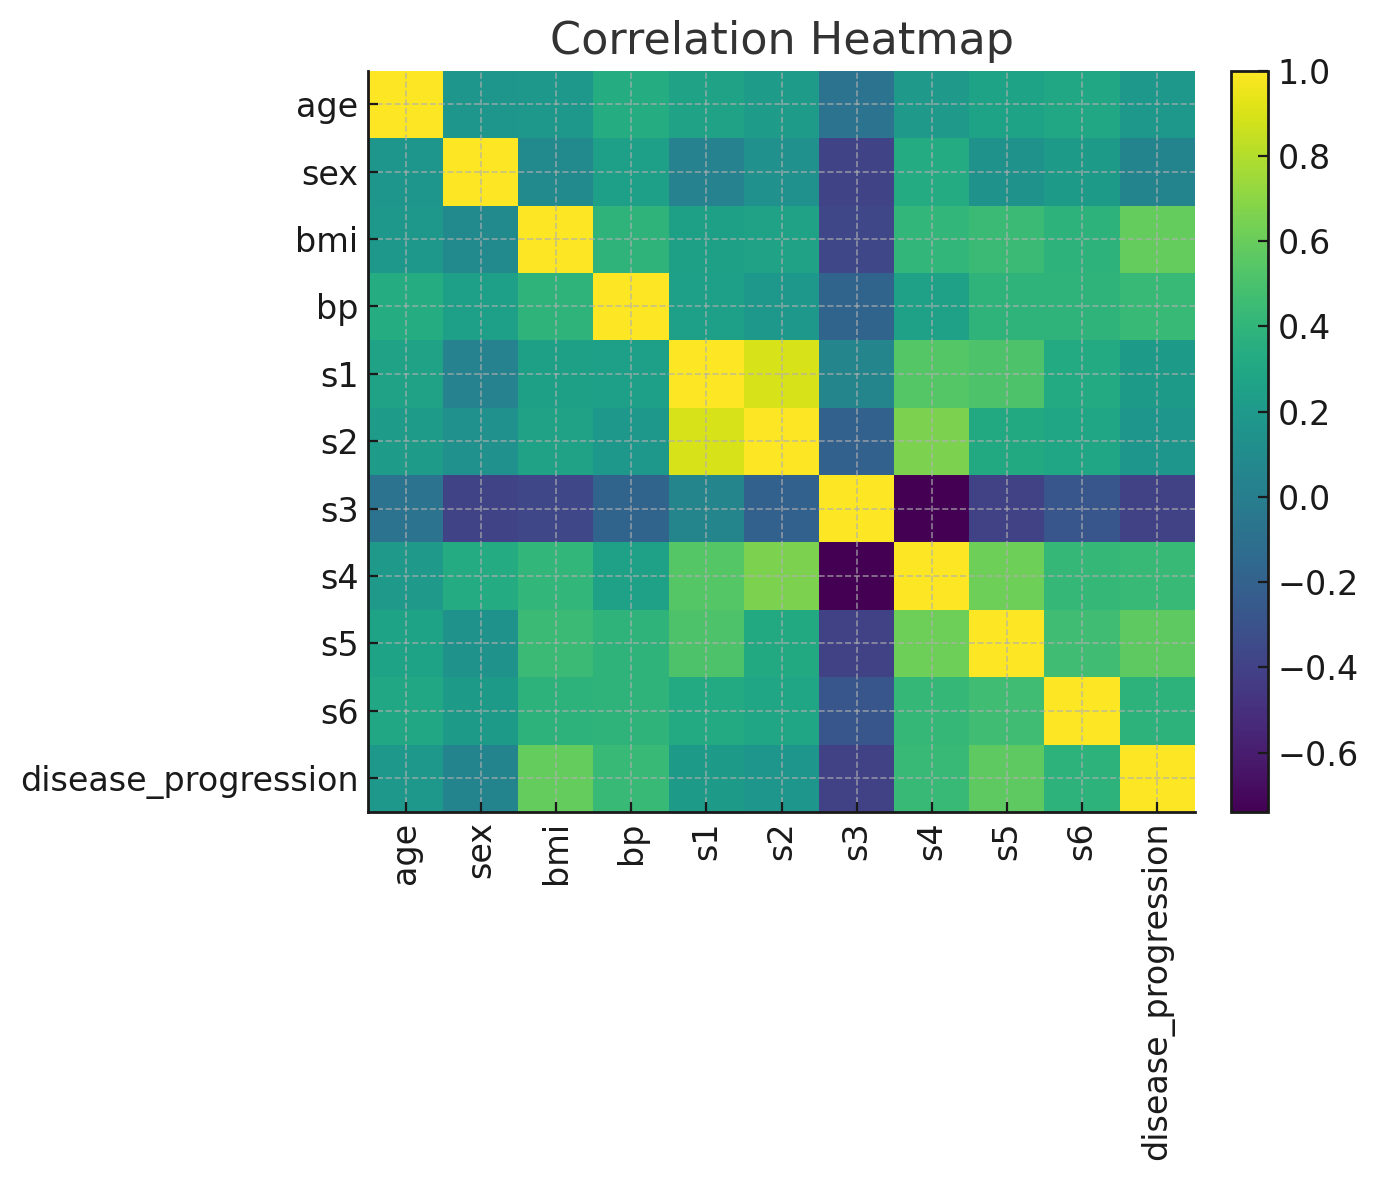 Correlation Heatmap
age
sex
bmi
bp
s1
s2
s3
s4
s5
s6
disease_progression
age
sex
bmi
bp
s1
s2
s3
s4
s5
s6
disease_progression
1.0
0.8
0.6
0.4
0.2
0.0
−0.2
−0.4
−0.6